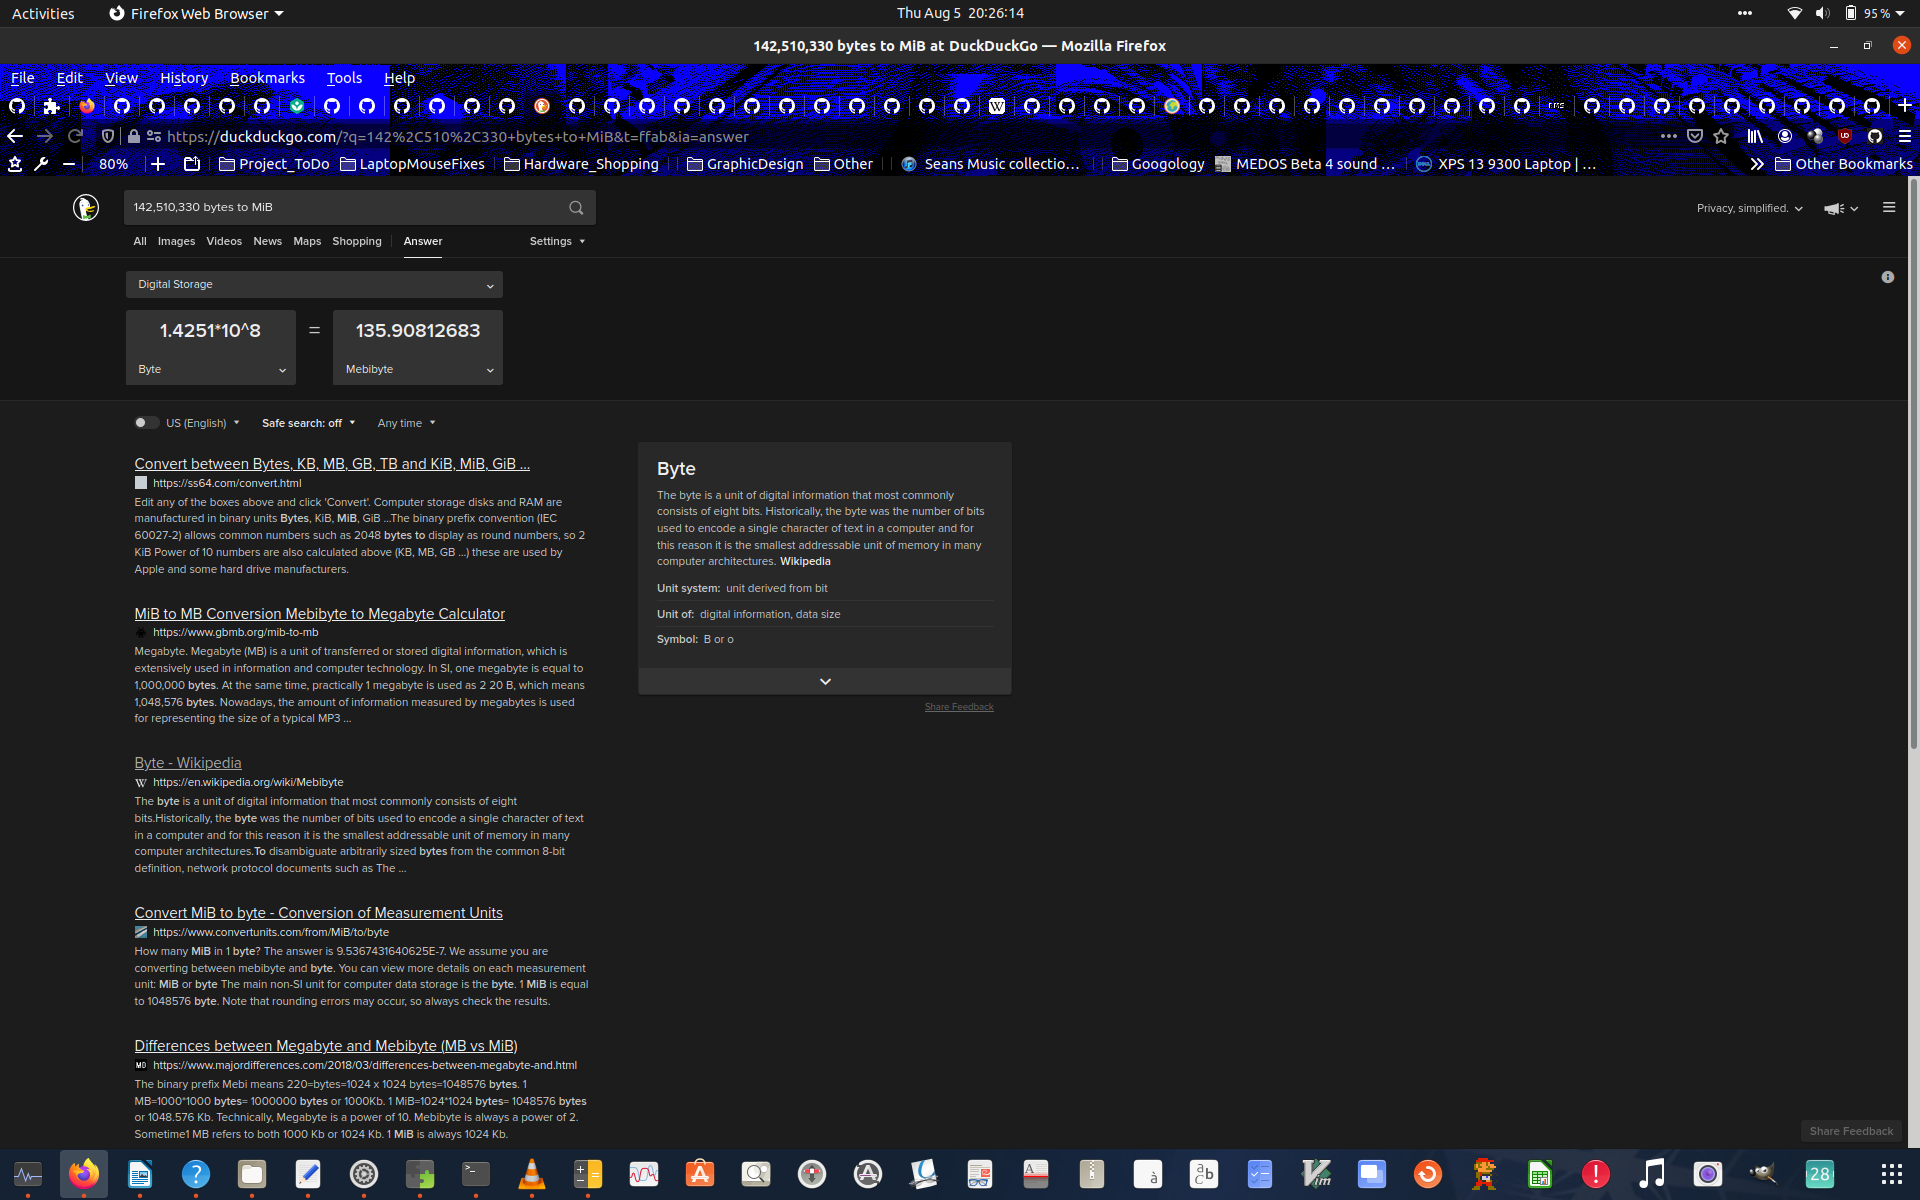 Activities
Firefox Web Browser
Thu Aug 5  20:26:14
95 %
142,510,330 bytes to MiB at DuckDuckGo — Mozilla Firefox
File Edit View History Bookmarks Tools Help
https://duckduckgo.com/?q=142%2C510%2C330+bytes+to+MiB&t=ffab&ia=answer
80%
Project_ToDo
LaptopMouseFixes
Hardware_Shopping
GraphicDesign
Other
Seans Music collectio…
Googology
MEDOS Beta 4 sound …
XPS 13 9300 Laptop | …
Other Bookmarks
142,510,330 bytes to MiB
Privacy, simplified.
All Images Videos News Maps Shopping Answer Settings
Digital Storage
1.4251*10^8 = 135.90812683
Byte Mebibyte
US (English) Safe search: off Any time
Convert between Bytes, KB, MB, GB, TB and KiB, MiB, GiB ...
https://ss64.com/convert.html
Edit any of the boxes above and click 'Convert'. Computer storage disks and RAM are
manufactured in binary units Bytes, KiB, MiB, GiB ...The binary prefix convention (IEC
60027-2) allows common numbers such as 2048 bytes to display as round numbers, so 2
KiB Power of 10 numbers are also calculated above (KB, MB, GB ...) these are used by
Apple and some hard drive manufacturers.
MiB to MB Conversion Mebibyte to Megabyte Calculator
https://www.gbmb.org/mib-to-mb
Megabyte. Megabyte (MB) is a unit of transferred or stored digital information, which is
extensively used in information and computer technology. In SI, one megabyte is equal to
1,000,000 bytes. At the same time, practically 1 megabyte is used as 2 20 B, which means
1,048,576 bytes. Nowadays, the amount of information measured by megabytes is used
for representing the size of a typical MP3 ...
Byte - Wikipedia
W https://en.wikipedia.org/wiki/Mebibyte
The byte is a unit of digital information that most commonly consists of eight
bits.Historically, the byte was the number of bits used to encode a single character of text
in a computer and for this reason it is the smallest addressable unit of memory in many
computer architectures.To disambiguate arbitrarily sized bytes from the common 8-bit
definition, network protocol documents such as The ...
Convert MiB to byte - Conversion of Measurement Units
https://www.convertunits.com/from/MiB/to/byte
How many MiB in 1 byte? The answer is 9.5367431640625E-7. We assume you are
converting between mebibyte and byte. You can view more details on each measurement
unit: MiB or byte The main non-SI unit for computer data storage is the byte. 1 MiB is equal
to 1048576 byte. Note that rounding errors may occur, so always check the results.
Differences between Megabyte and Mebibyte (MB vs MiB)
MD https://www.majordifferences.com/2018/03/differences-between-megabyte-and.html
The binary prefix Mebi means 220=bytes=1024 x 1024 bytes=1048576 bytes. 1
MB=1000*1000 bytes= 1000000 bytes or 1000Kb. 1 MiB=1024*1024 bytes= 1048576 bytes
or 1048.576 Kb. Technically, Megabyte is a power of 10. Mebibyte is always a power of 2.
Sometime1 MB refers to both 1000 Kb or 1024 Kb. 1 MiB is always 1024 Kb.
Byte
The byte is a unit of digital information that most commonly
consists of eight bits. Historically, the byte was the number of bits
used to encode a single character of text in a computer and for
this reason it is the smallest addressable unit of memory in many
computer architectures. Wikipedia
Unit system: unit derived from bit
Unit of: digital information, data size
Symbol: B or o
Share Feedback
Share Feedback
28